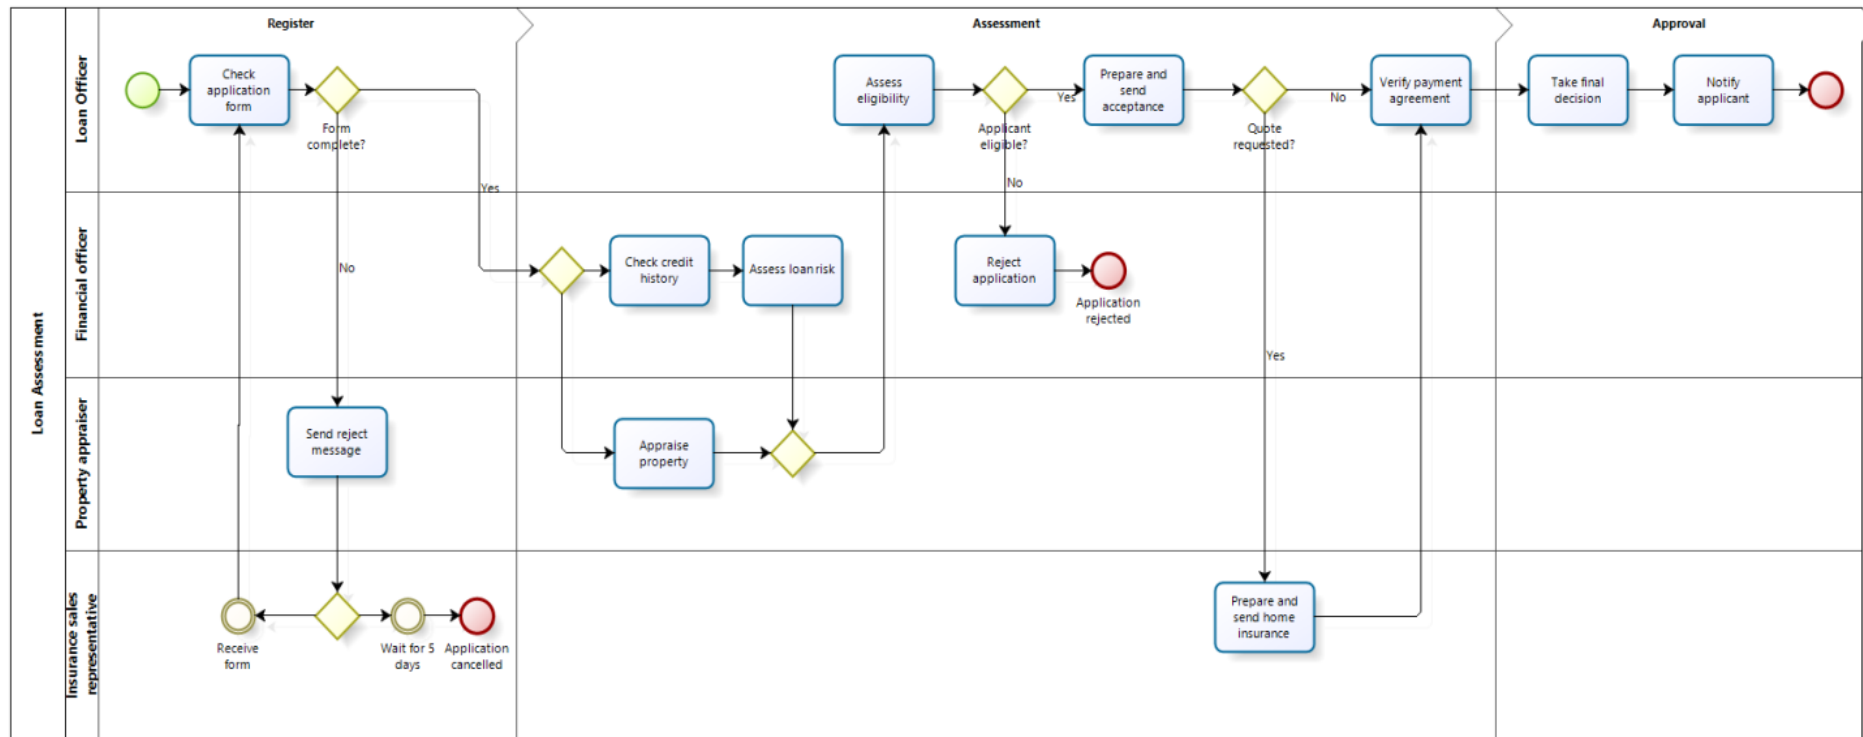 Register
Assessment
Approval
Loan Assessment
Loan Officer
Financial officer
Property appraiser
Insurance sales
representative
Check
application
form
Form
complete?
Yes
No
Send reject
message
Receive
form
Wait for 5
days
Application
cancelled
Check credit
history
Assess loan risk
Appraise
property
Assess
eligibility
Applicant
eligible?
Yes
No
Reject
application
Application
rejected
Prepare and
send
acceptance
Quote
requested?
No
Yes
Prepare and
send home
insurance
Verify payment
agreement
Take final
decision
Notify
applicant